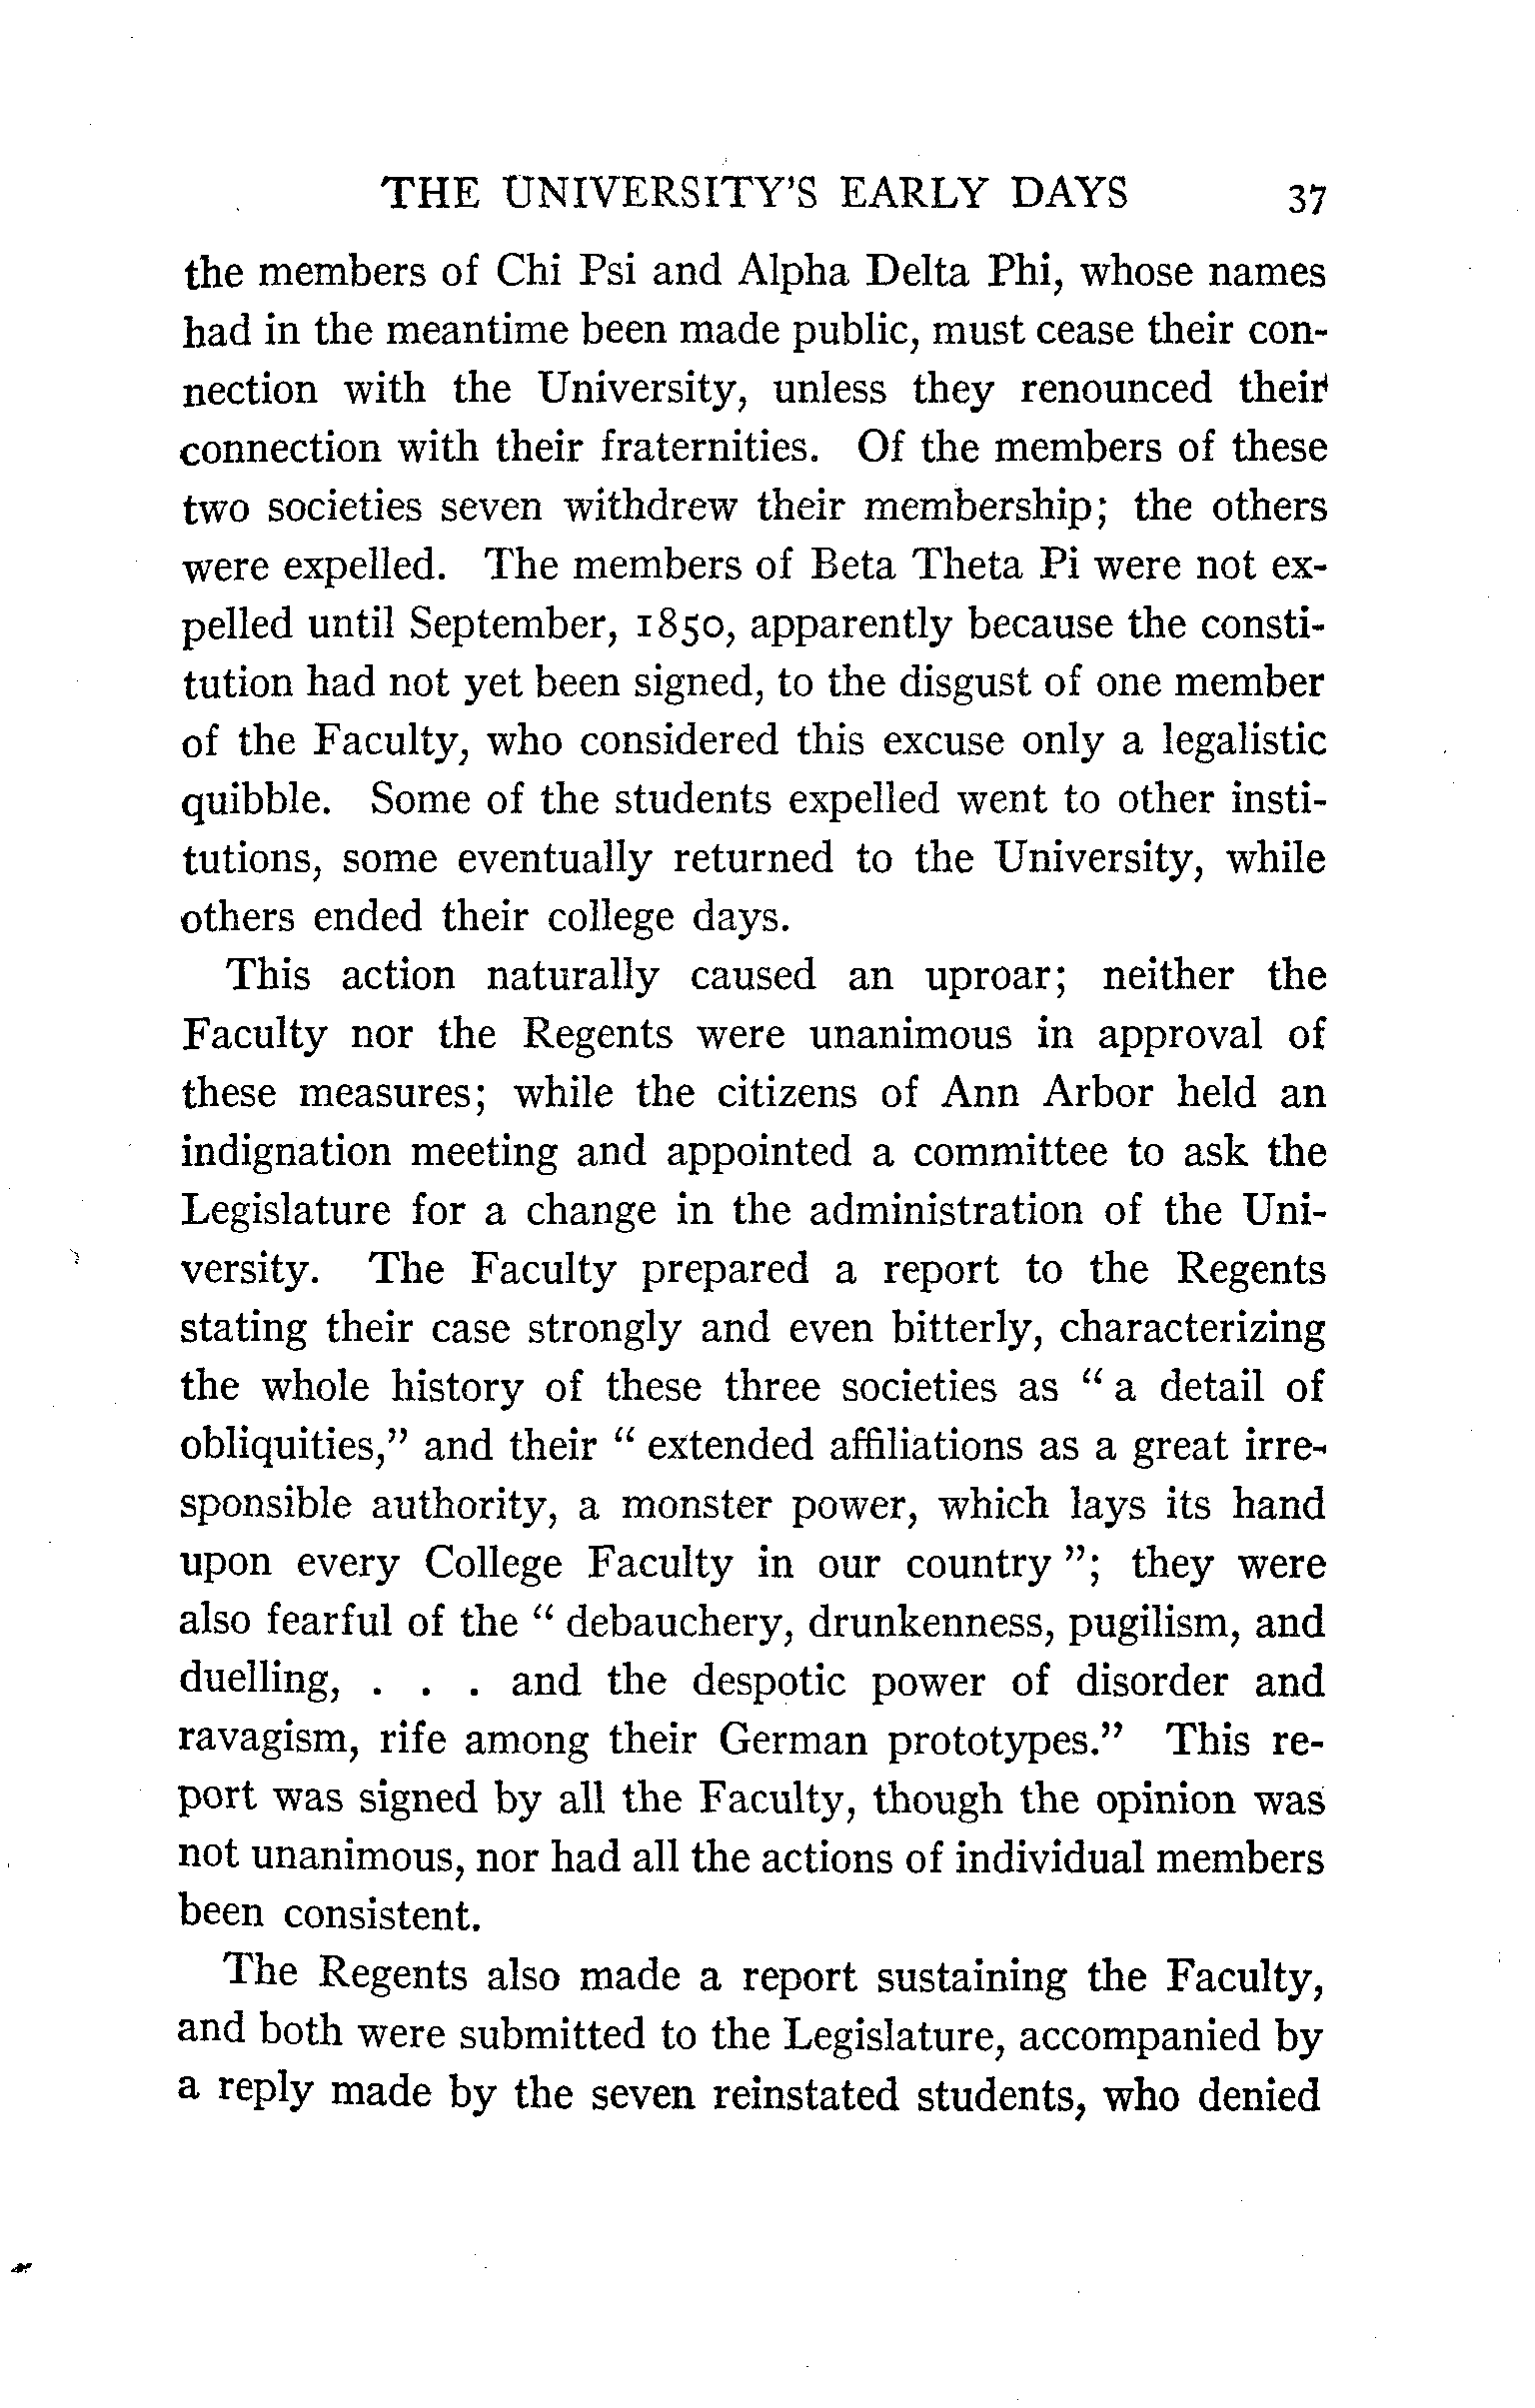 THE UNIVERSITY'S EARLY DAYS 37
the members of Chi Psi and Alpha Delta Phi, whose names
had in the meantime been made public, must cease their con-
nection with the University, unless they renounced their
connection with their fraternities. Of the members of these
two societies seven withdrew their membership; the others
were expelled. The members of Beta Theta Pi were not ex-
pelled until September, 1850, apparently because the consti-
tution had not yet been signed, to the disgust of one member
of the Faculty, who considered this excuse only a legalistic
quibble. Some of the students expelled went to other insti-
tutions, some eventually returned to the University, while
others ended their college days.
This action naturally caused an uproar; neither the
Faculty nor the Regents were unanimous in approval of
these measures; while the citizens of Ann Arbor held an
indignation meeting and appointed a committee to ask the
Legislature for a change in the administration of the Uni-
versity. The Faculty prepared a report to the Regents
stating their case strongly and even bitterly, characterizing
the whole history of these three societies as " a detail of
obliquities," and their " extended affiliations as a great irre-
sponsible authority, a monster power, which lays its hand
upon every College Faculty in our country "; they were
also fearful of the " debauchery, drunkenness, pugilism, and
duelling, . . . and the despotic power of disorder and
ravagism, rife among their German prototypes." This re-
port was signed by all the Faculty, though the opinion was
not unanimous, nor had all the actions of individual members
been consistent.
The Regents also made a report sustaining the Faculty,
and both were submitted to the Legislature, accompanied by
a reply made by the seven reinstated students, who denied